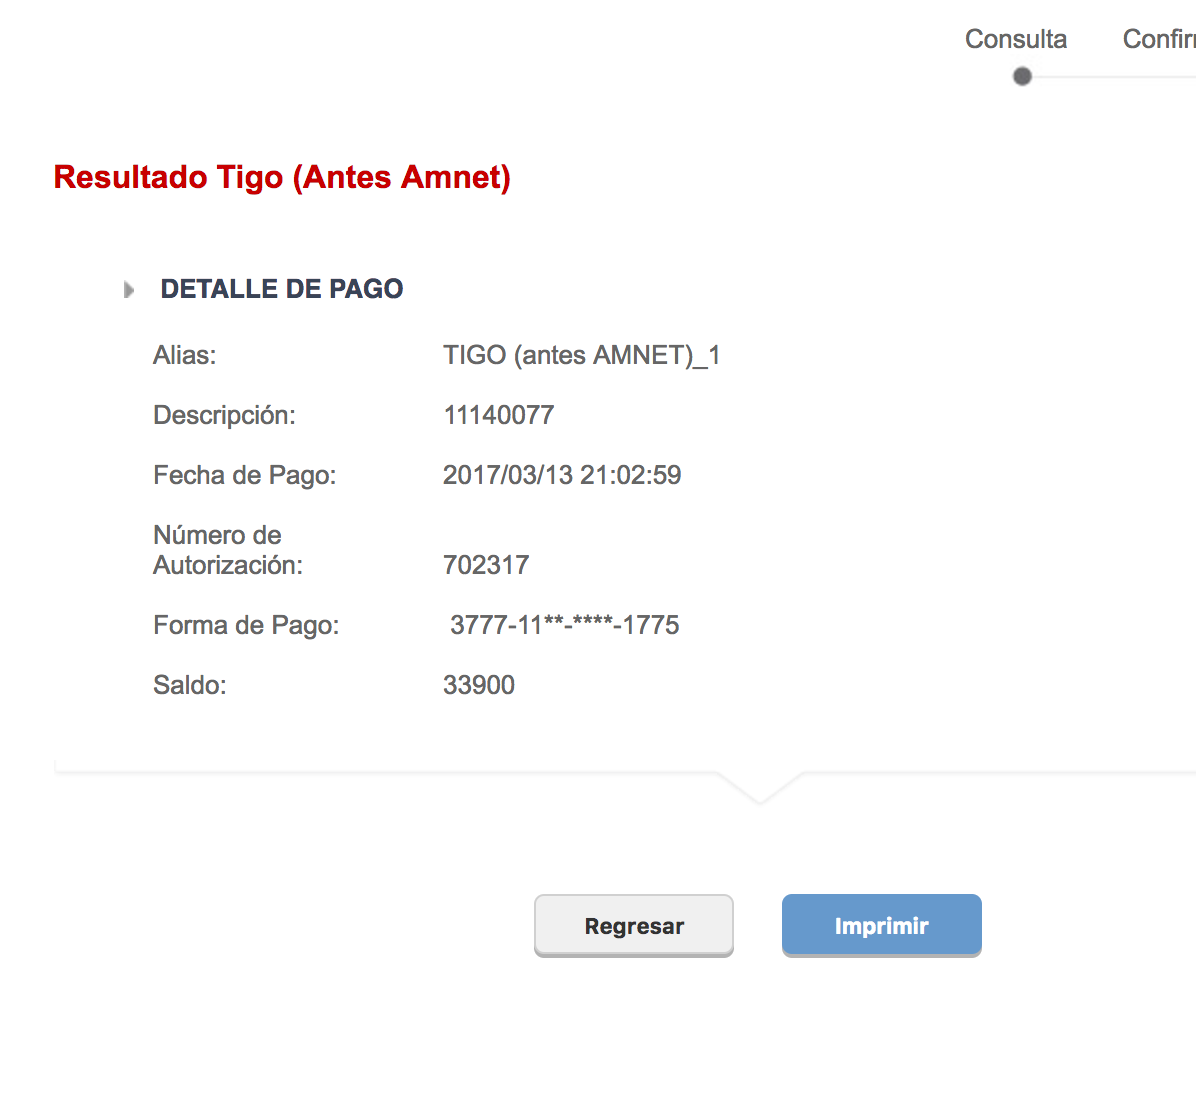 Consulta Confir
Resultado Tigo (Antes Amnet)
DETALLE DE PAGO
Alias: TIGO (antes AMNET)_1
Descripción: 11140077
Fecha de Pago: 2017/03/13 21:02:59
Número de
Autorización: 702317
Forma de Pago: 3777-11**-****-1775
Saldo: 33900
Regresar Imprimir